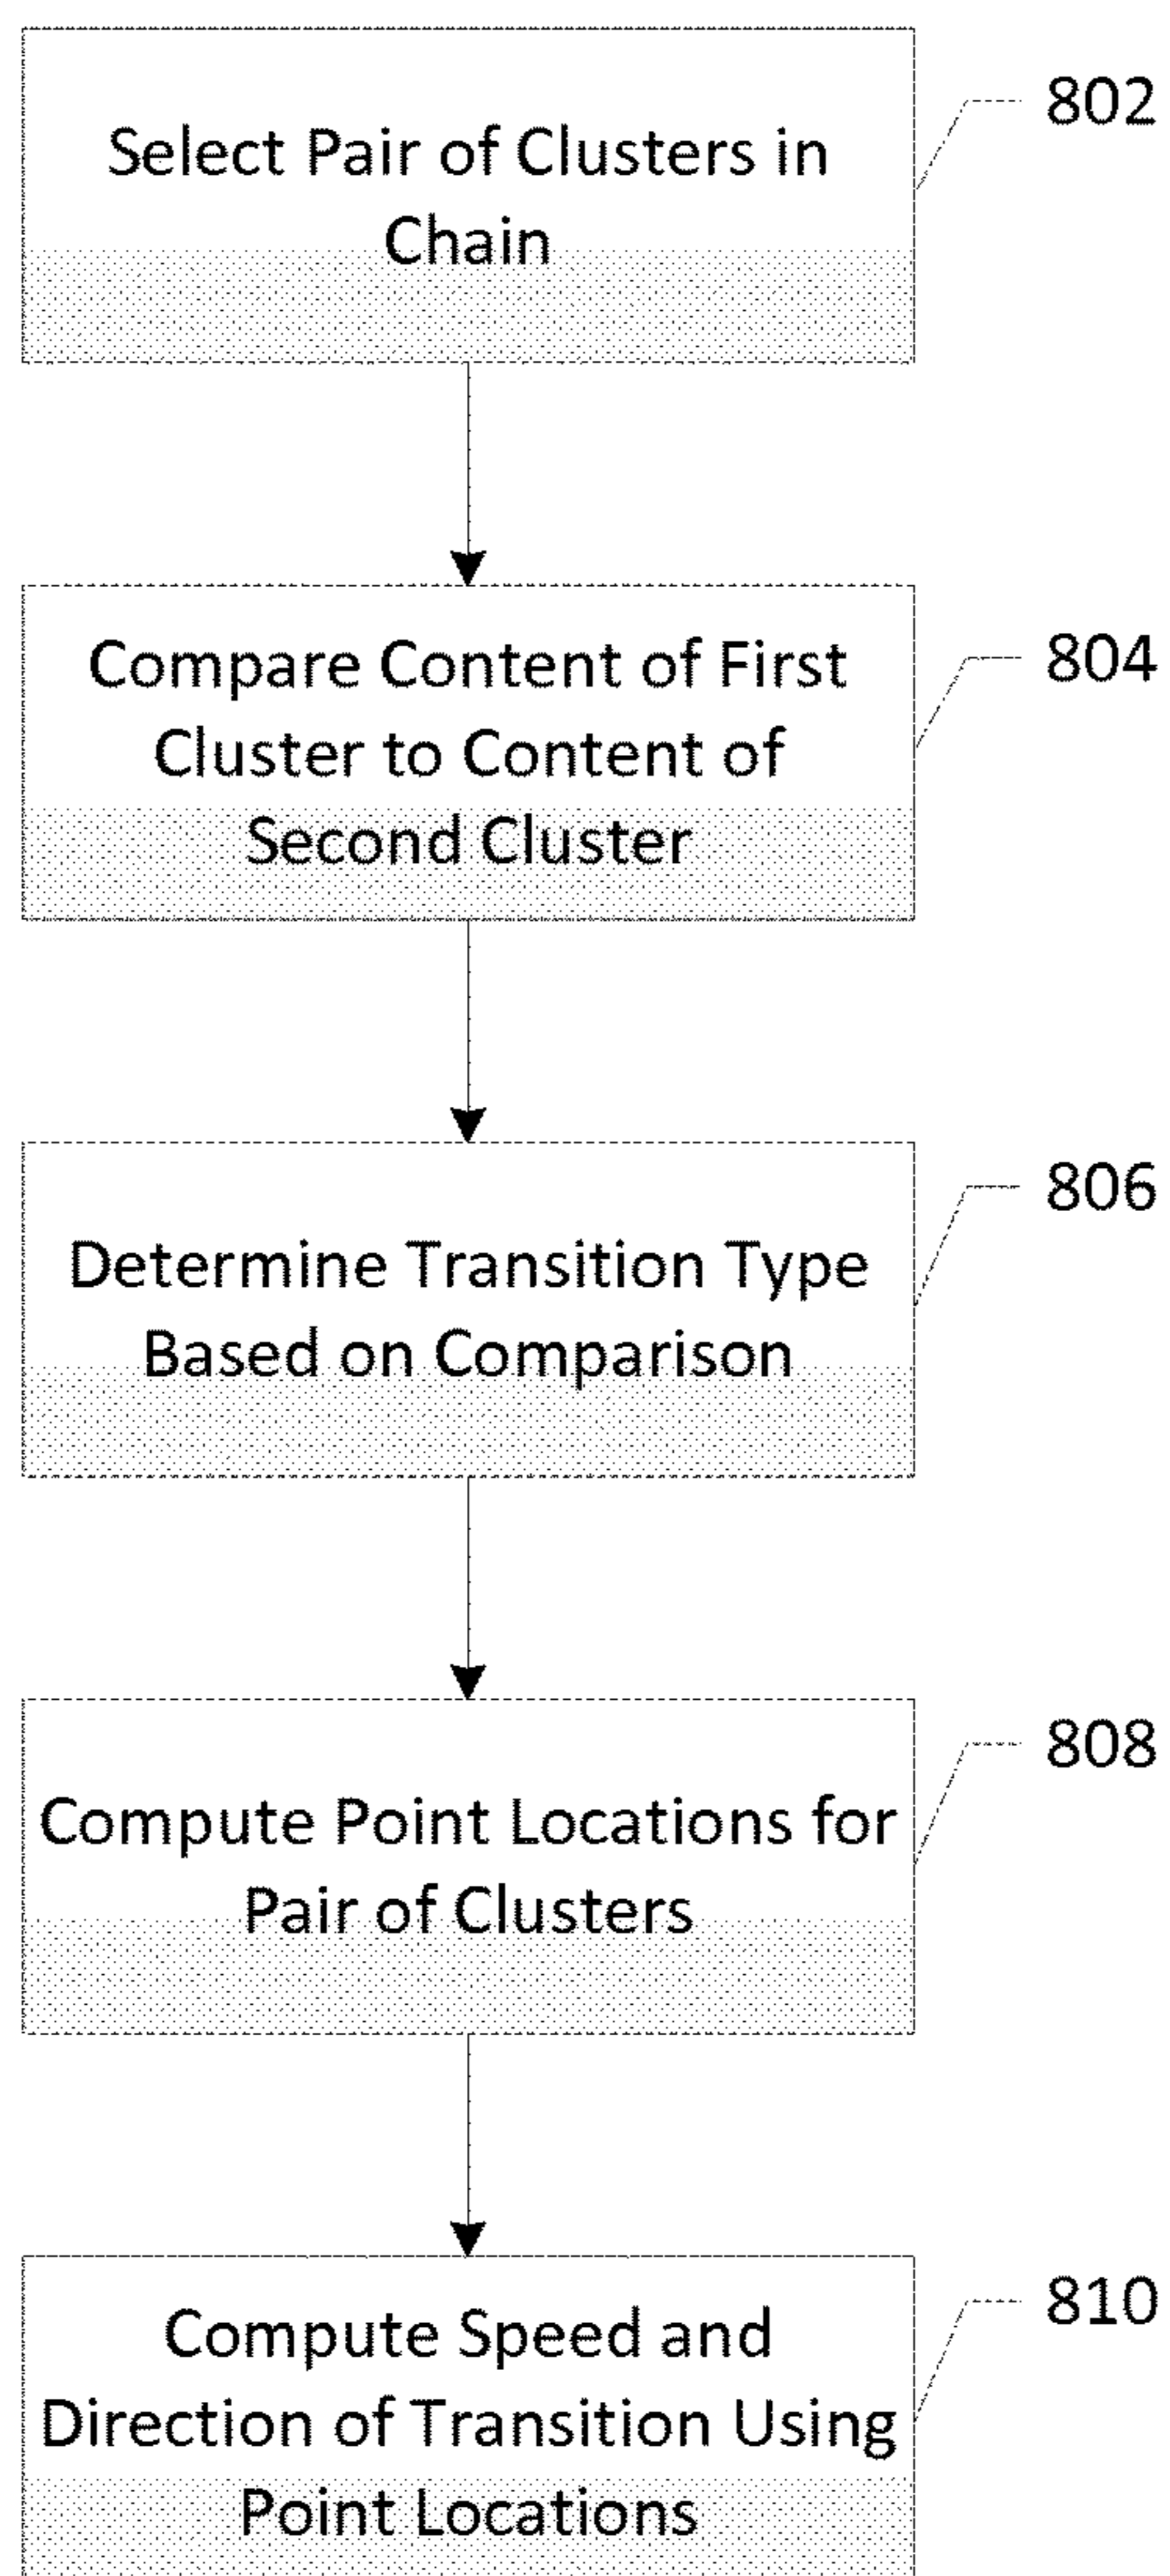 Select Pair of Clusters in
Chain
802
Compare Content of First
Cluster to Content of
Second Cluster
804
Determine Transition Type
Based on Comparison
806
Compute Point Locations for
Pair of Clusters
808
Compute Speed and
Direction of Transition Using
Point Locations
810